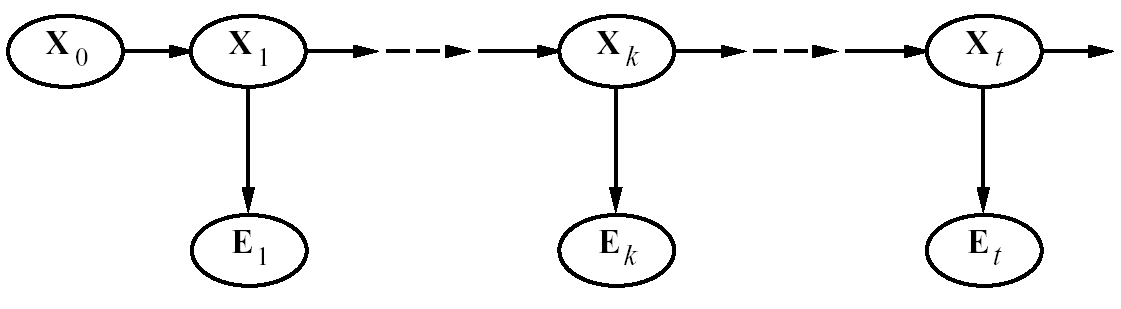 X0 X1 Xk Xt
E1 Ek Et